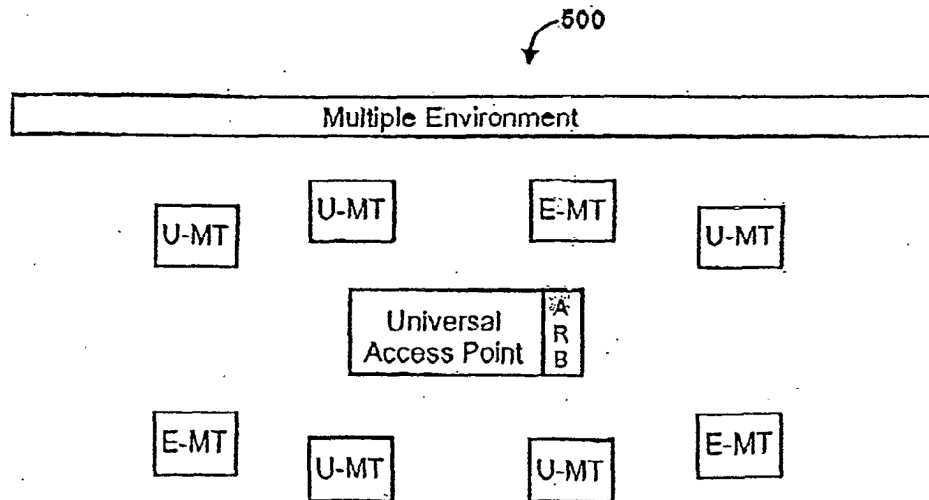 500
Multiple Environment
U-MT
U-MT
E-MT
U-MT
Universal
Access Point
A
R
B
E-MT
U-MT
U-MT
E-MT